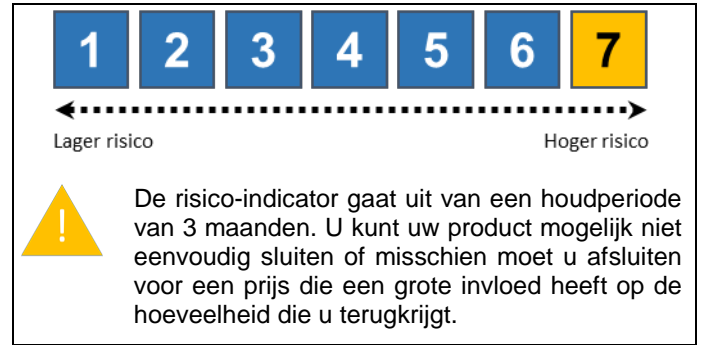 1 2 3 4 5 6 7
Lager risico Hoger risico
! De risico-indicator gaat uit van een houdperiode
van 3 maanden. U kunt uw product mogelijk niet
eenvoudig sluiten of misschien moet u afsluiten
voor een prijs die een grote invloed heeft op de
hoeveelheid die u terugkrijgt.